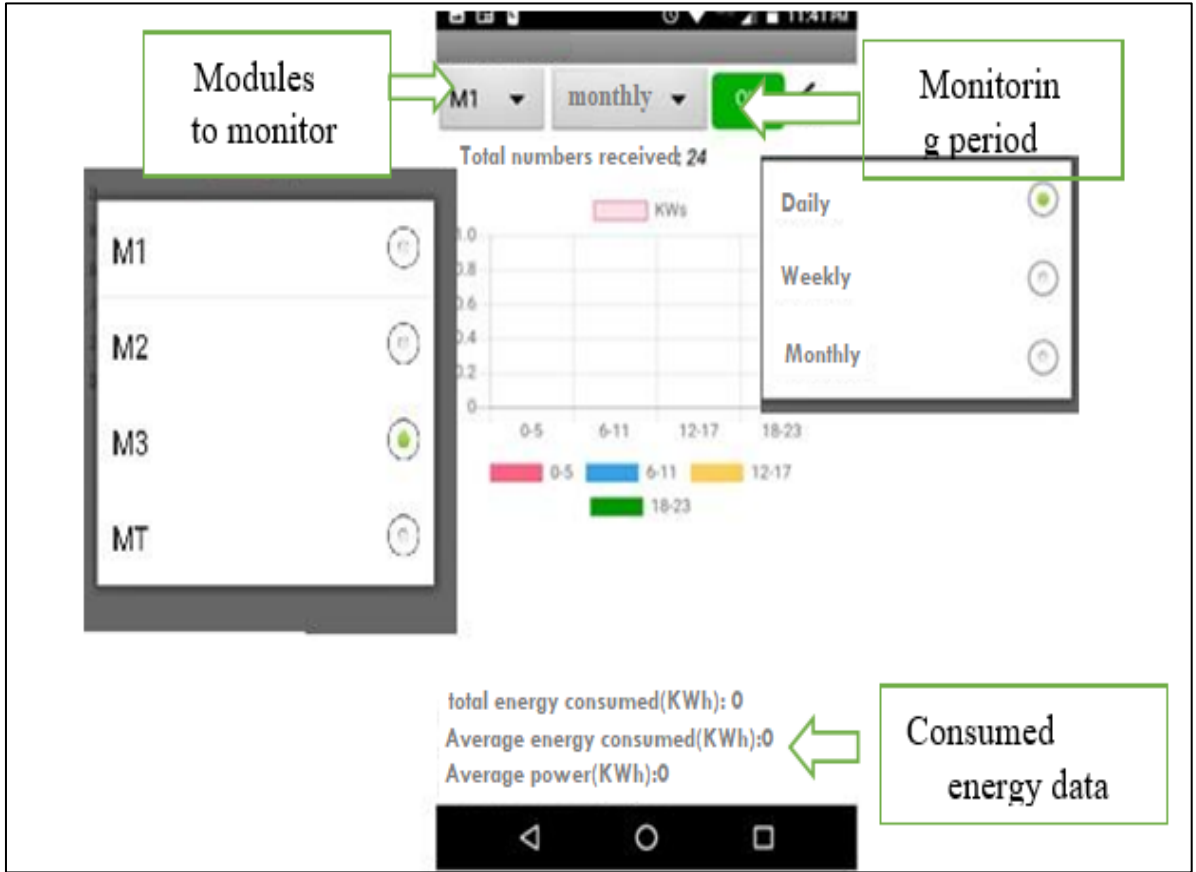 11:41 PM
Modules
to monitor
M1
monthly
Monitorin
g period
Total numbers received: 24
KWs
1.0
0.8
0.6
0.4
0.2
0
0-5 6-11 12-17 18-23
0-5 6-11 12-17
18-23
M1
M2
M3
MT
Daily
Weekly
Monthly
total energy consumed(KWh): 0
Average energy consumed(KWh):0
Average power(KWh):0
Consumed
energy data